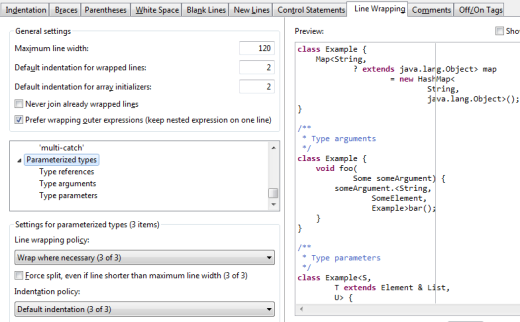 Indentation Braces Parentheses White Space Blank Lines New Lines Control Statements Line Wrapping Comments Off/On Tags
General settings
Maximum line width: 120
Default indentation for wrapped lines: 2
Default indentation for array initializers: 2
Never join already wrapped lines
Prefer wrapping outer expressions (keep nested expression on one line)
'multi-catch'
Parameterized types
Type references
Type arguments
Type parameters
Settings for parameterized types (3 items)
Line wrapping policy:
Wrap where necessary (3 of 3)
Force split, even if line shorter than maximum line width (3 of 3)
Indentation policy:
Default indentation (3 of 3)
Preview: Sho
class Example {
Map<String,
? extends java.lang.Object> map
= new HashMap<
String,
java.lang.Object>();
}
/**
* Type arguments
*/
class Example {
void foo(
Some someArgument) {
someArgument.<String,
SomeElement,
Example>bar();
}
}
/**
* Type parameters
*/
class Example<S,
T extends Element & List,
U> {